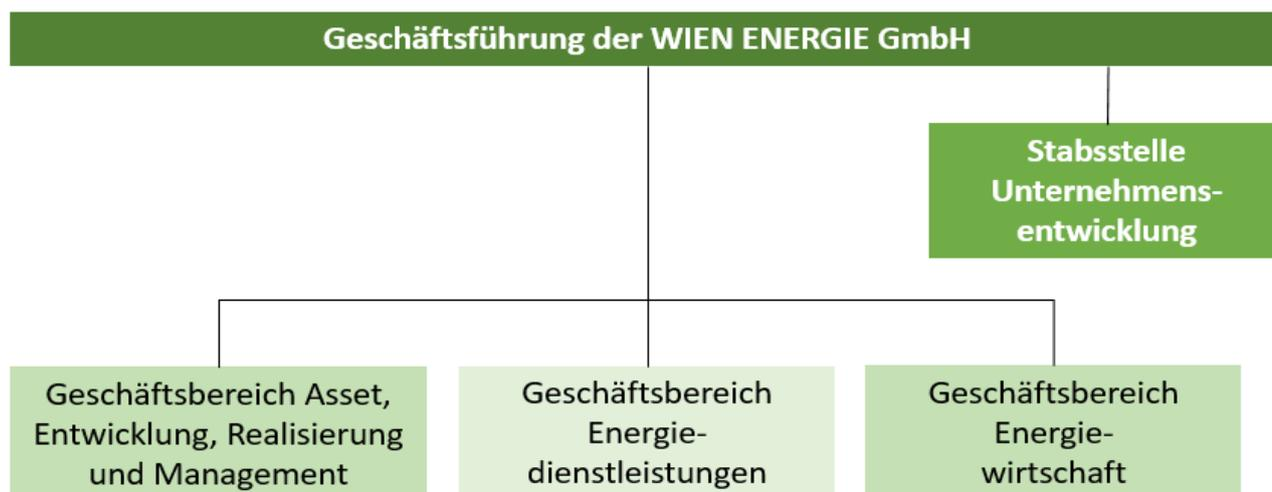 Geschäftsführung der WIEN ENERGIE GmbH
Stabsstelle
Unternehmens-
entwicklung
Geschäftsbereich Asset,
Entwicklung, Realisierung
und Management
Geschäftsbereich
Energie-
dienstleistungen
Geschäftsbereich
Energie-
wirtschaft